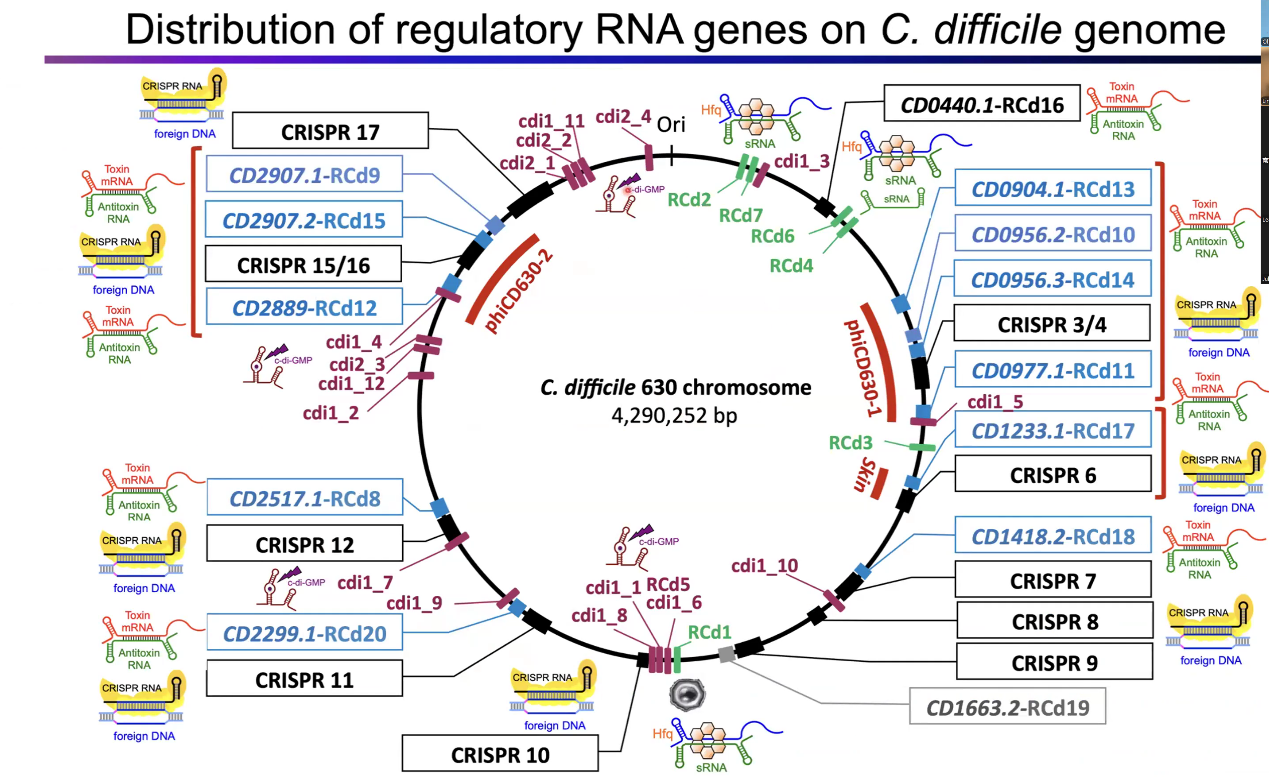 Distribution of regulatory RNA genes on C. difficile genome
CRISPR RNA
foreign DNA
CRISPR 17
Toxin
mRNA
Antitoxin
RNA
CD2907.1-RCd9
CD2907.2-RCd15
CRISPR RNA
foreign DNA
CRISPR 15/16
CD2889-RCd12
Toxin
mRNA
Antitoxin
RNA
phiCD630-2
cdi1_4
cdi2_3
cdi1_12
cdi1_2
c-di-GMP
cdi1_11
cdi2_2
cdi2_1
cdi2_4
Ori
c-di-GMP
Hfq
sRNA
cdi1_3
RCd2
RCd7
RCd6
RCd4
CD0440.1-RCd16
Toxin
mRNA
Antitoxin
RNA
Hfq
sRNA
sRNA
CD0904.1-RCd13
CD0956.2-RCd10
CD0956.3-RCd14
CRISPR 3/4
CD0977.1-RCd11
Toxin
mRNA
Antitoxin
RNA
CRISPR RNA
foreign DNA
Toxin
mRNA
Antitoxin
RNA
phiCD630-1
C. difficile 630 chromosome
4,290,252 bp
cdi1_5
RCd3
CD1233.1-RCd17
Skin
CRISPR 6
CRISPR RNA
foreign DNA
CD1418.2-RCd18
Toxin
mRNA
Antitoxin
RNA
CRISPR 7
CRISPR 8
CRISPR 9
CRISPR RNA
foreign DNA
CD1663.2-RCd19
cdi1_10
c-di-GMP
cdi1_1 RCd5
cdi1_8 cdi1_6
RCd1
Hfq
sRNA
CRISPR RNA
foreign DNA
CRISPR 10
Toxin
mRNA
Antitoxin
RNA
CD2517.1-RCd8
CRISPR RNA
foreign DNA
CRISPR 12
cdi1_7
c-di-GMP
cdi1_9
Toxin
mRNA
Antitoxin
RNA
CD2299.1-RCd20
CRISPR RNA
foreign DNA
CRISPR 11